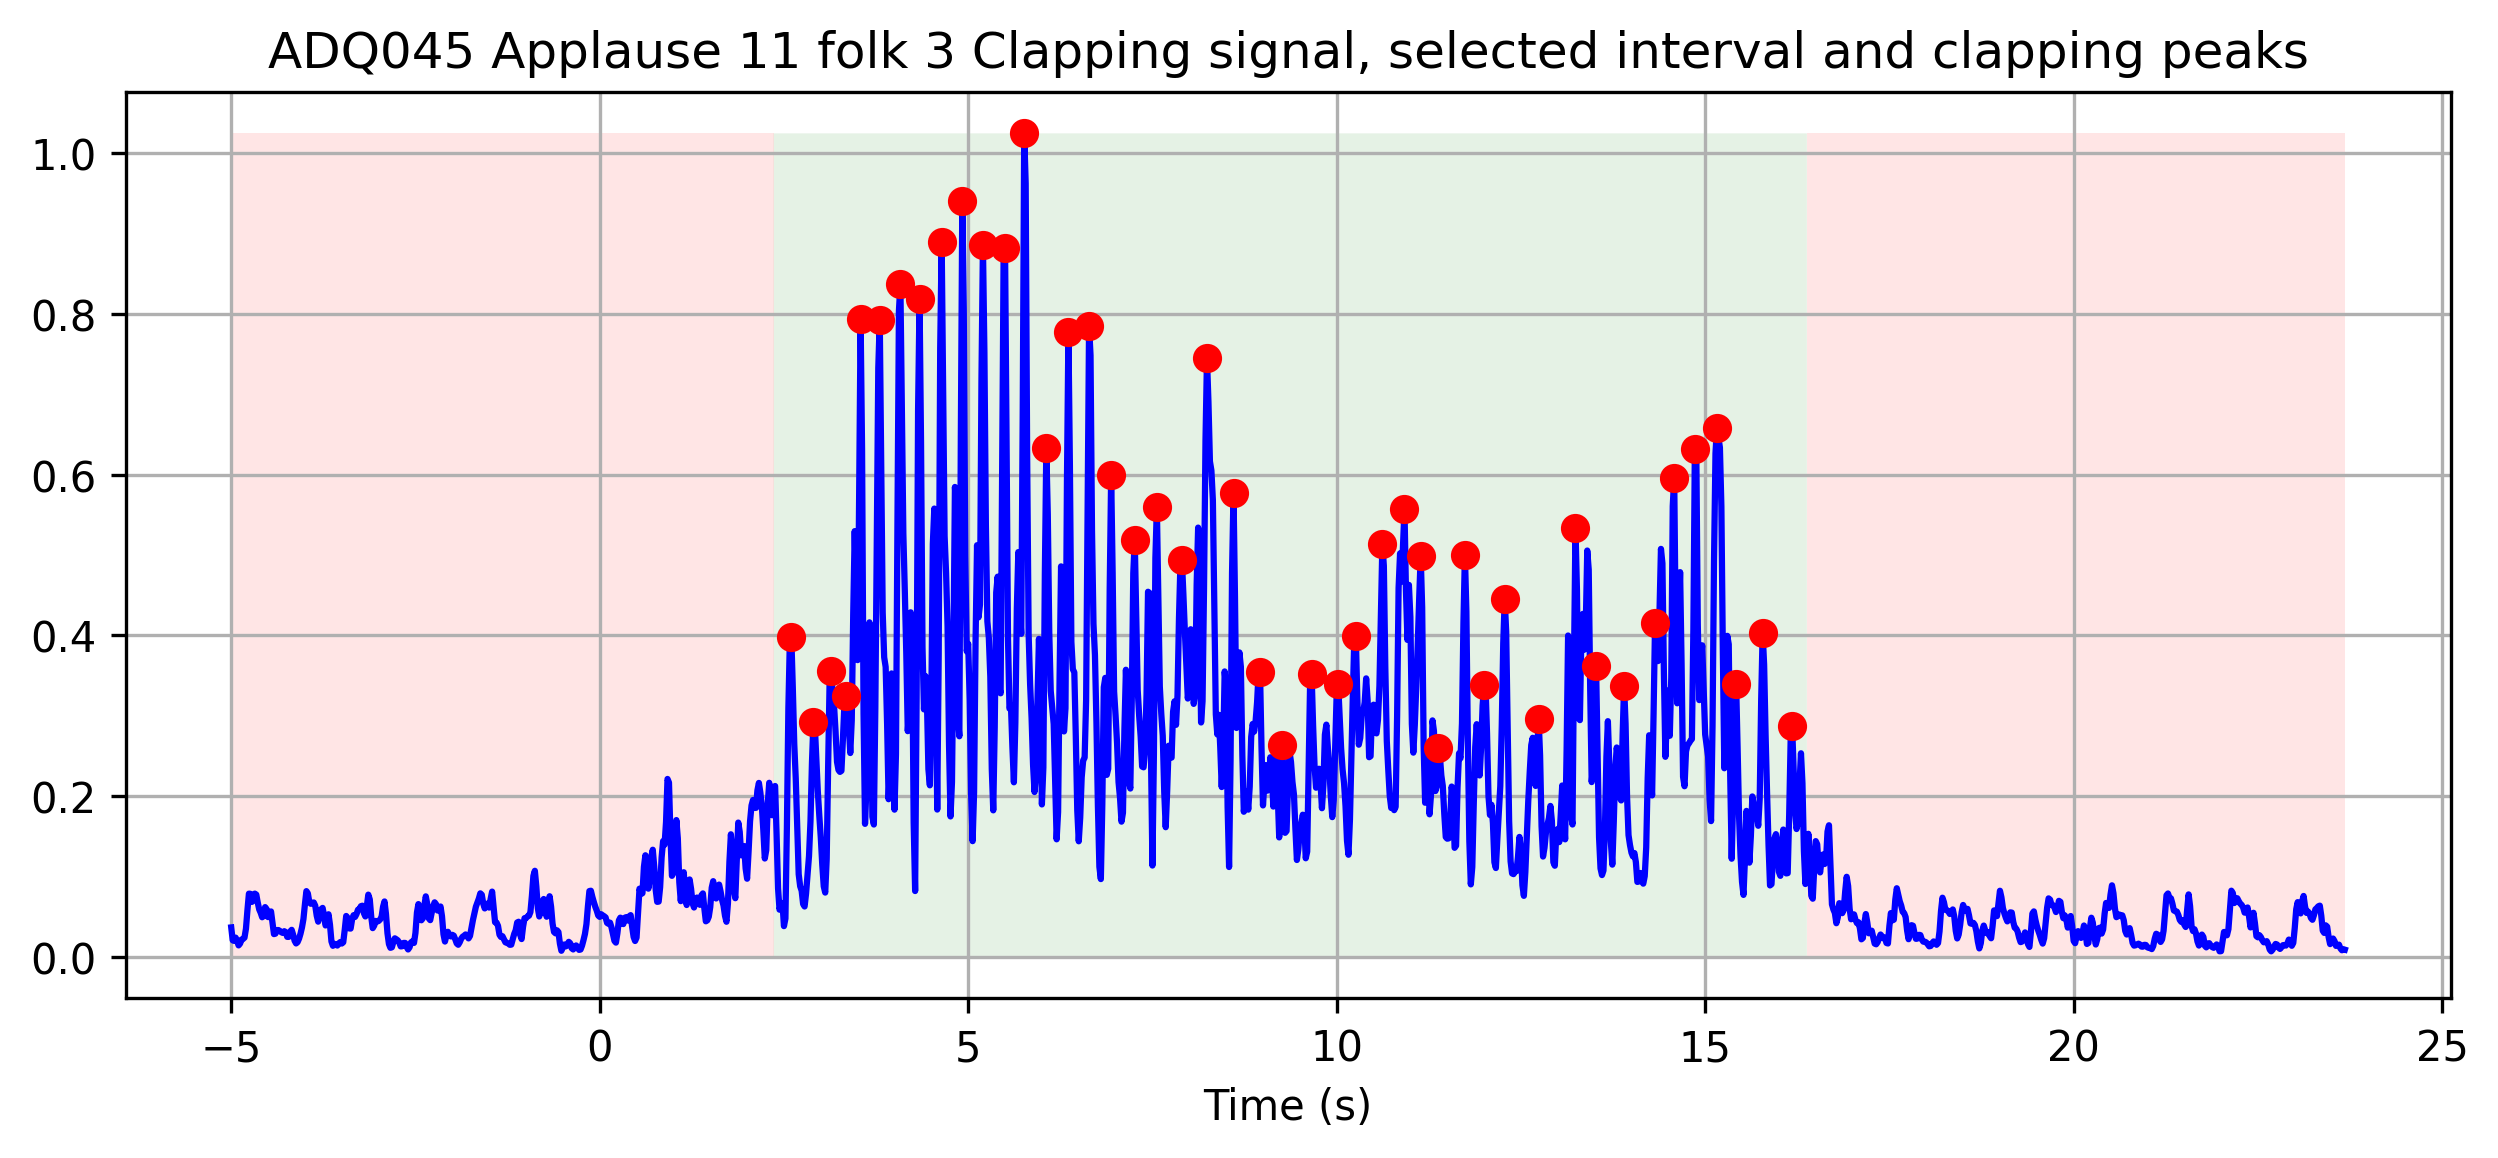 ADQ045 Applause 11 folk 3 Clapping signal, selected interval and clapping peaks
1.0
0.8
0.6
0.4
0.2
0.0
−5 0 5 10 15 20 25
Time (s)